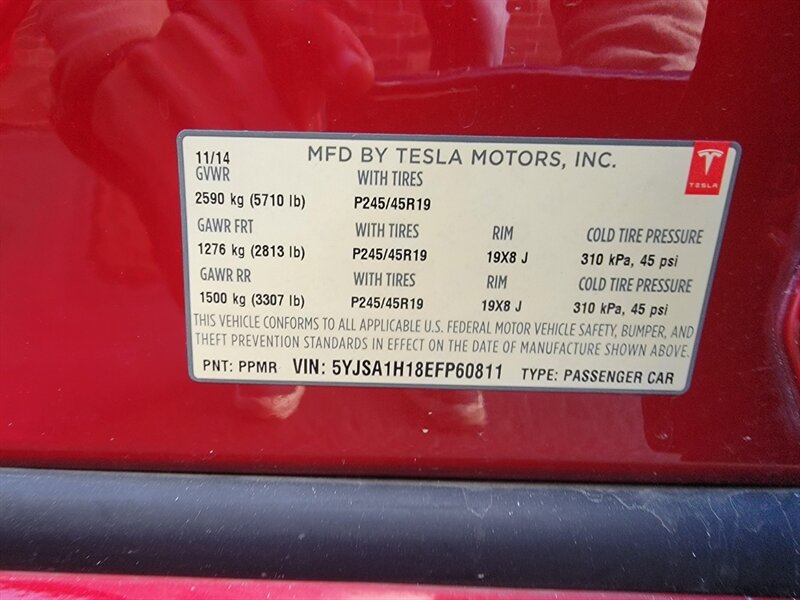 11/14 MFD BY TESLA MOTORS, INC. TESLA
GVWR WITH TIRES
2590 kg (5710 lb) P245/45R19
GAWR FRT WITH TIRES RIM COLD TIRE PRESSURE
1276 kg (2813 lb) P245/45R19 19X8 J 310 kPa, 45 psi
GAWR RR WITH TIRES RIM COLD TIRE PRESSURE
1500 kg (3307 lb) P245/45R19 19X8 J 310 kPa, 45 psi
THIS VEHICLE CONFORMS TO ALL APPLICABLE U.S. FEDERAL MOTOR VEHICLE SAFETY, BUMPER, AND
THEFT PREVENTION STANDARDS IN EFFECT ON THE DATE OF MANUFACTURE SHOWN ABOVE.
PNT: PPMR VIN: 5YJSA1H18EFP60811 TYPE: PASSENGER CAR